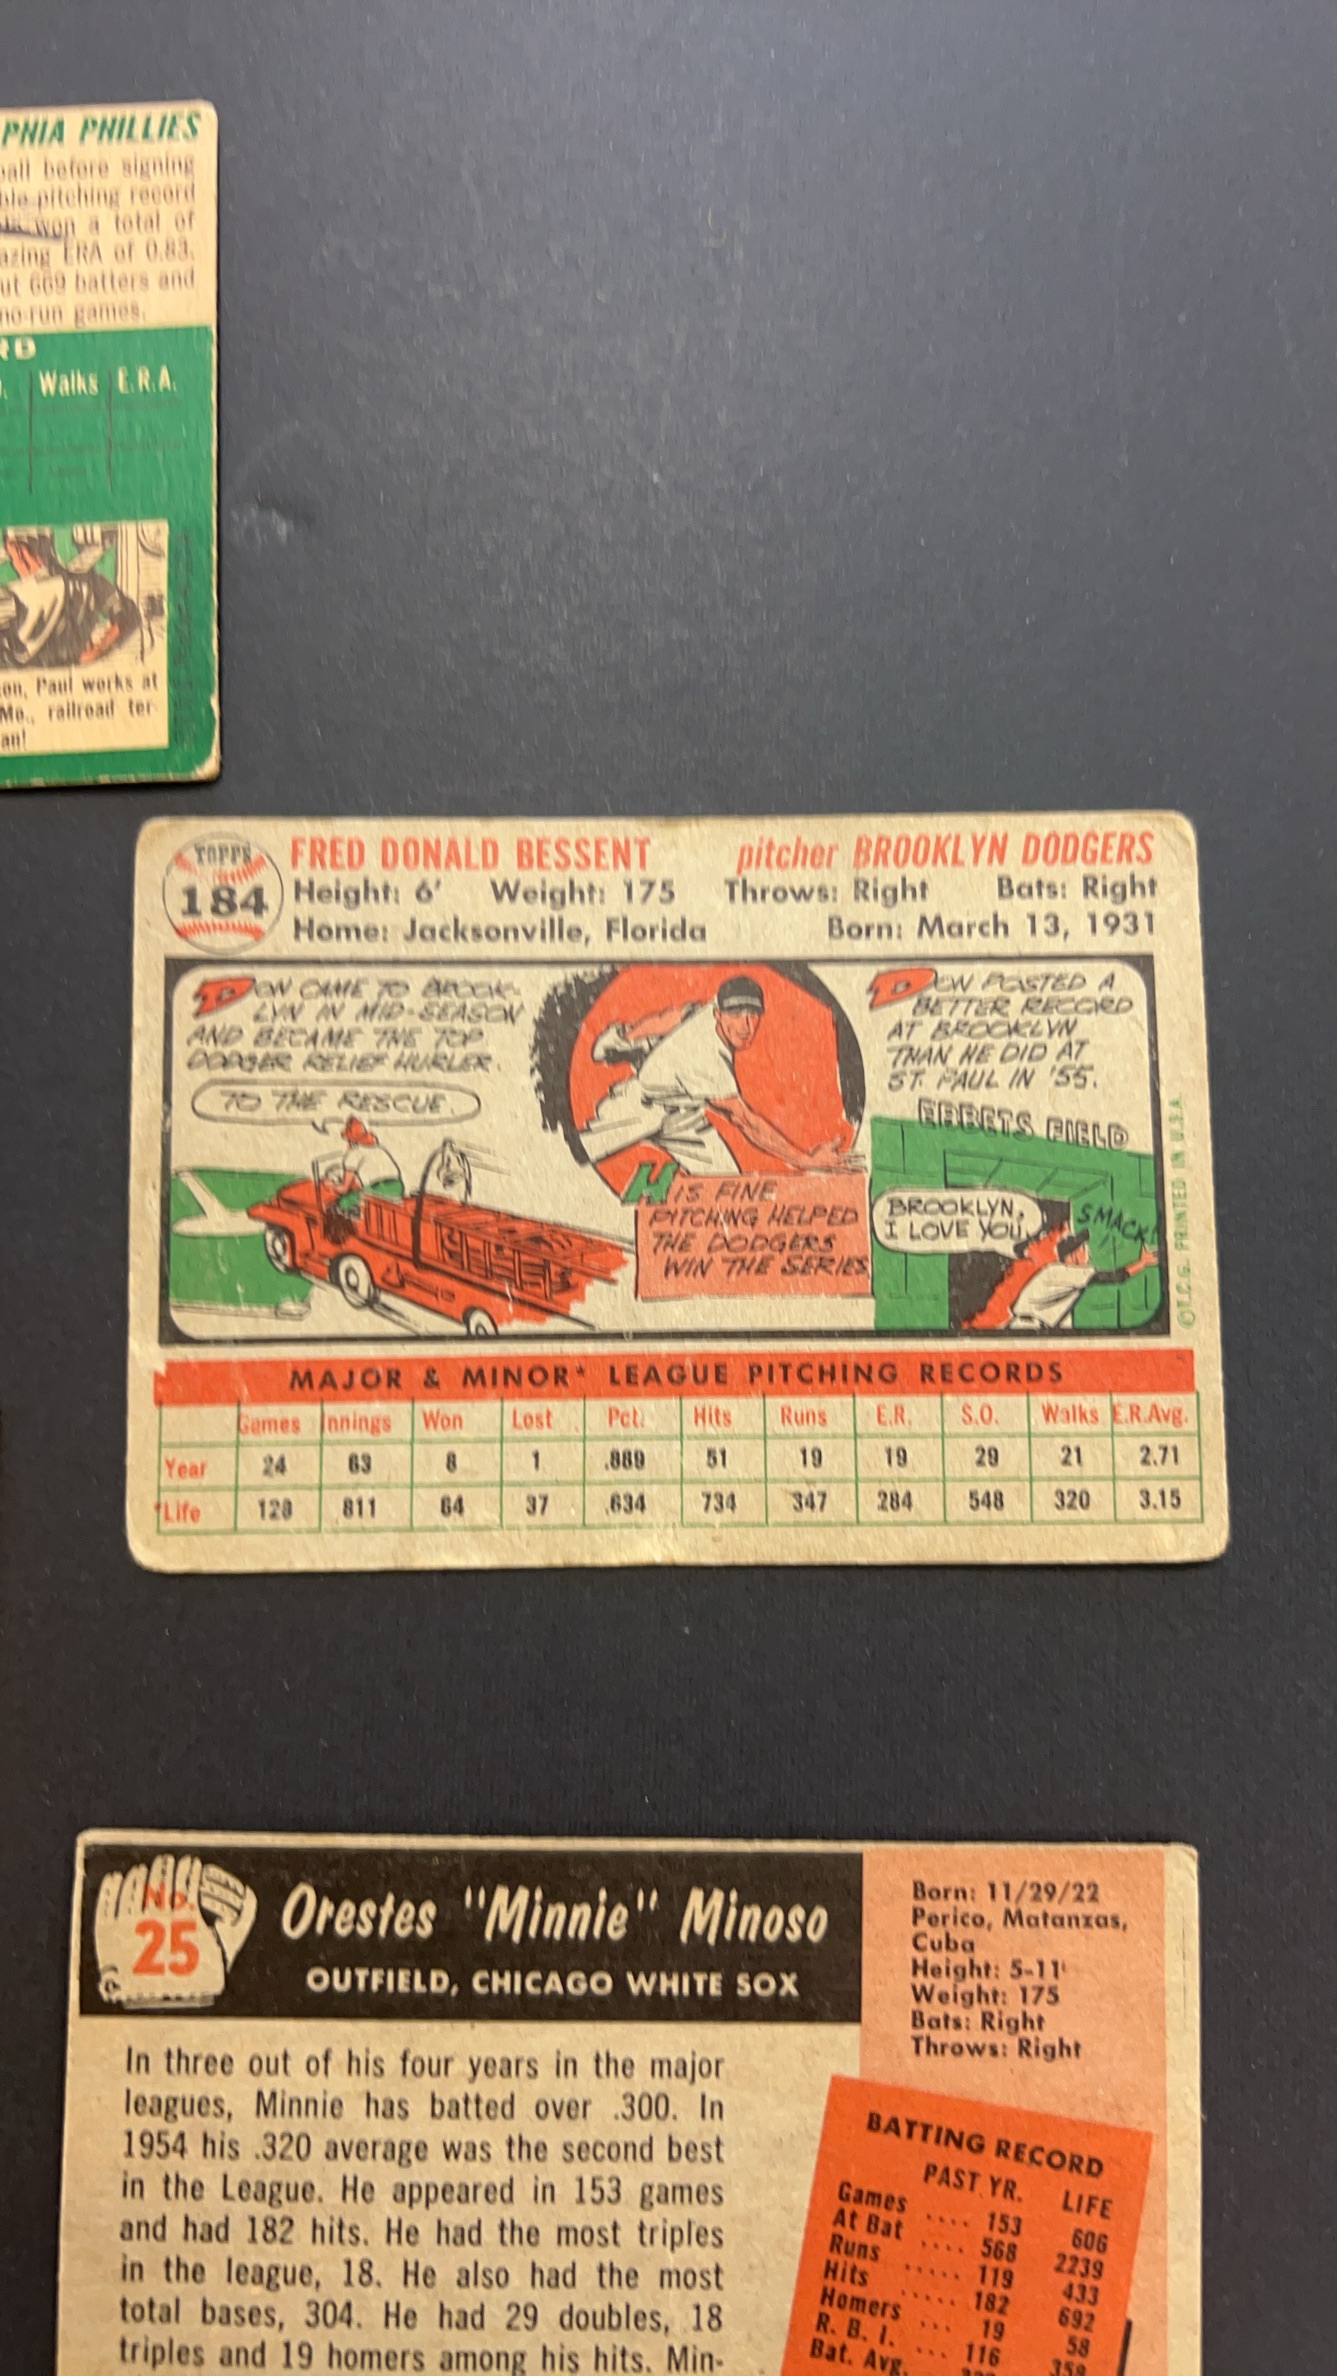 PHIA PHILLIES
ball before signing
ble pitching record
won a total of
azing ERA of 0.83.
ut 669 batters and
no-run games.
RD
Walks E.R.A.
on, Paul works at
Mo., railroad ter-
an!
TOPPS
184
FRED DONALD BESSENT pitcher BROOKLYN DODGERS
Height: 6' Weight: 175 Throws: Right Bats: Right
Home: Jacksonville, Florida Born: March 13, 1931
DON CAME TO BROOK-
LYN IN MID-SEASON
AND BECAME THE TOP
DODGER RELIEF HURLER.
TO THE RESCUE.
HIS FINE
PITCHING HELPED
THE DODGERS
WIN THE SERIES
DON POSTED A
BETTER RECORD
AT BROOKLYN
THAN HE DID AT
ST. PAUL IN '55.
EBBETS FIELD
BROOKLYN,
I LOVE YOU.
SMACK!
©T.C.G. PRINTED IN U.S.A.
MAJOR & MINOR* LEAGUE PITCHING RECORDS
Games Innings Won Lost Pct. Hits Runs E.R. S.O. Walks E.R.Avg.
Year 24 63 8 1 .889 51 19 19 29 21 2.71
*Life 128 811 64 37 .634 734 347 284 548 320 3.15
No.
25
Orestes "Minnie" Minoso
OUTFIELD, CHICAGO WHITE SOX
Born: 11/29/22
Perico, Matanzas,
Cuba
Height: 5-11
Weight: 175
Bats: Right
Throws: Right
In three out of his four years in the major
leagues, Minnie has batted over .300. In
1954 his .320 average was the second best
in the League. He appeared in 153 games
and had 182 hits. He had the most triples
in the league, 18. He also had the most
total bases, 304. He had 29 doubles, 18
triples and 19 homers among his hits. Min-
BATTING RECORD
PAST YR. LIFE
Games .... 153 606
At Bat .... 568 2239
Runs ..... 119 433
Hits .... 182 692
Homers ... 19 58
R. B. I. ... 116 358
Bat. Avg.